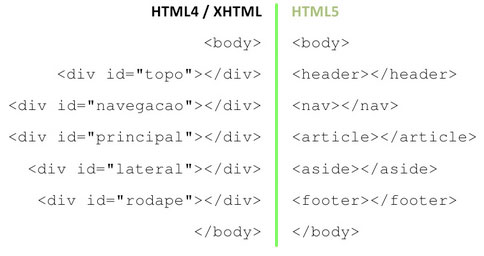 HTML4 / XHTML HTML5
<body> <body>
<div id="topo"></div> <header></header>
<div id="navegacao"></div> <nav></nav>
<div id="principal"></div> <article></article>
<div id="lateral"></div> <aside></aside>
<div id="rodape"></div> <footer></footer>
</body> </body>